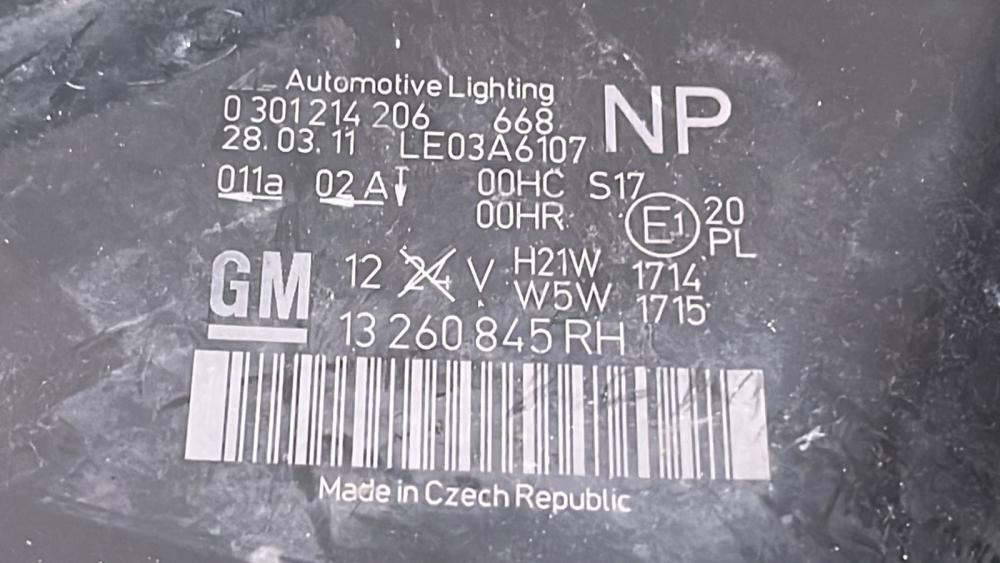 AL Automotive Lighting
0 301 214 206 668 NP
28. 03. 11 LE03A6107
011a 02 A 00HC S17
00HR E1 20 PL
GM 12 24 V H21W 1714
W5W 1715
13 260 845 RH
Made in Czech Republic